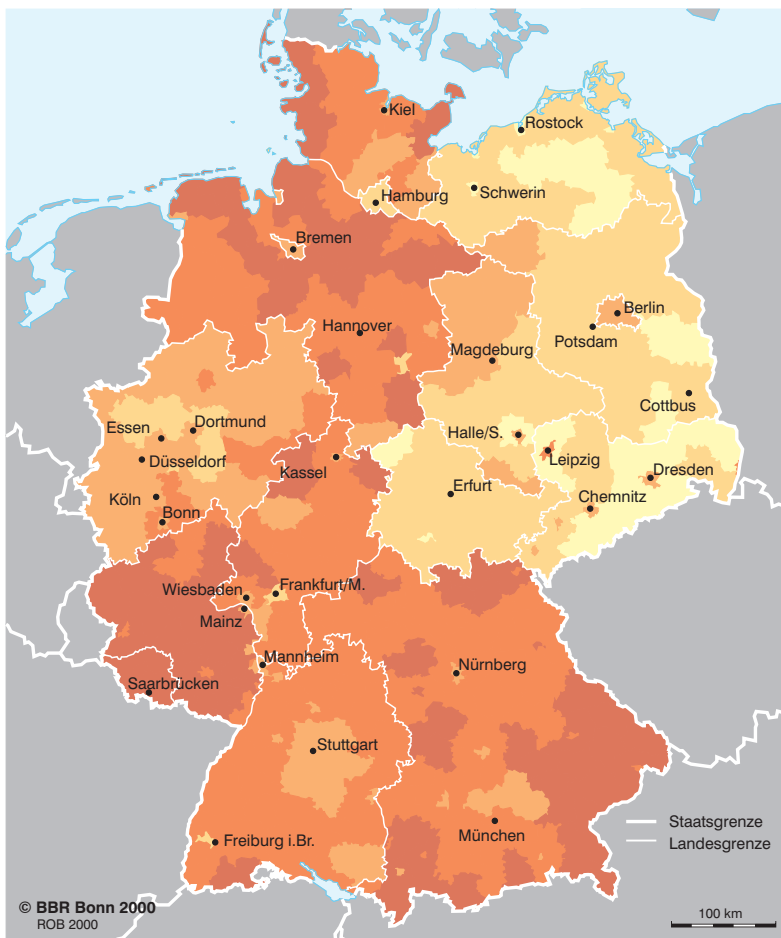 Kiel
Rostock
Hamburg
Schwerin
Bremen
Berlin
Hannover
Potsdam
Magdeburg
Cottbus
Essen
Dortmund
Halle/S.
Düsseldorf
Kassel
Leipzig
Dresden
Köln
Erfurt
Chemnitz
Bonn
Wiesbaden
Frankfurt/M.
Mainz
Mannheim
Nürnberg
Saarbrücken
Stuttgart
München
Freiburg i.Br.
Staatsgrenze
Landesgrenze
© BBR Bonn 2000
ROB 2000
100 km